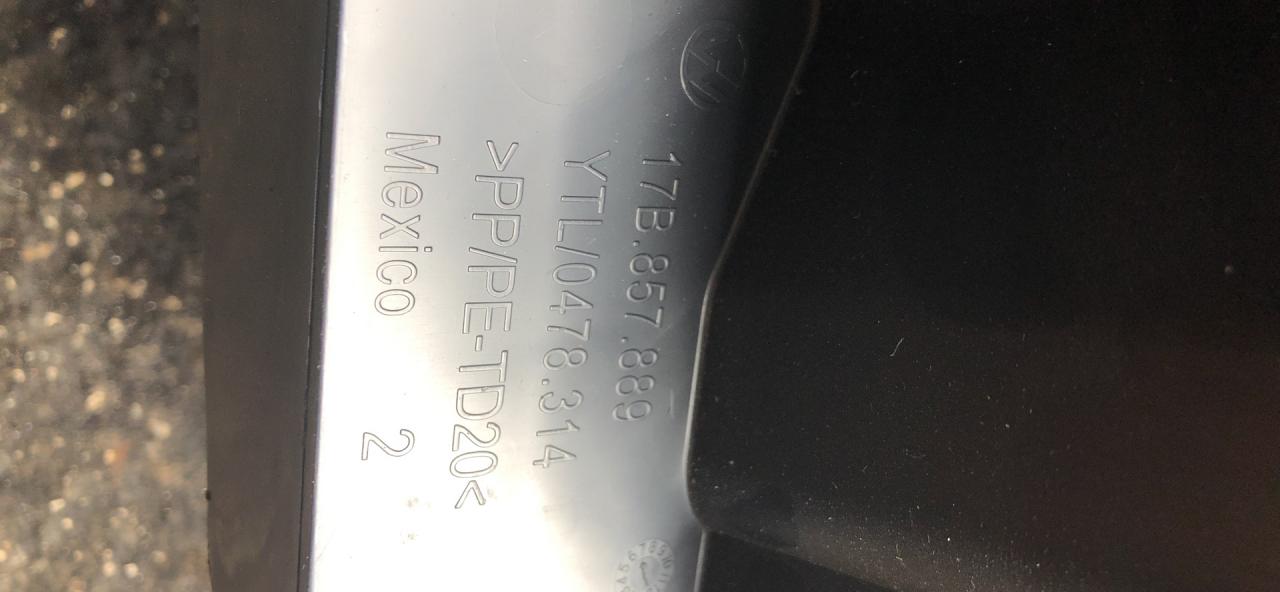 17B.857.889
YTL/0478.314
>PP/PE-TD20<
Mexico 2